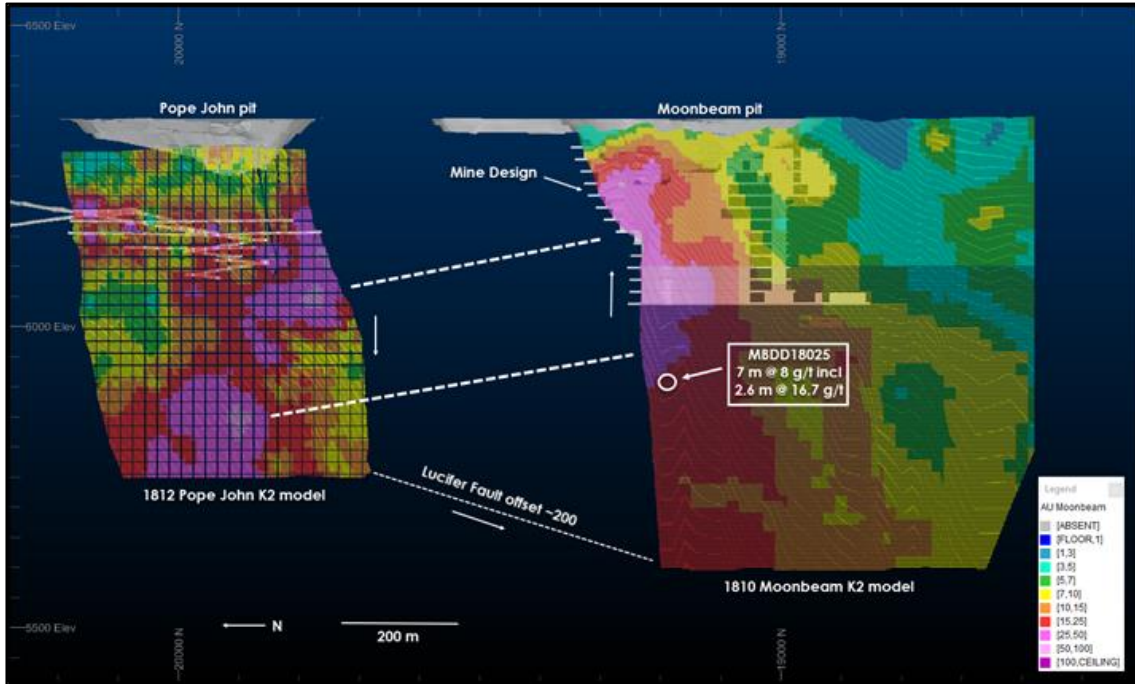 6500 Elev
20000 N
19000 N
Pope John pit
Moonbeam pit
Mine Design
6000 Elev
MBDD18025
7 m @ 8 g/t incl
2.6 m @ 16.7 g/t
Lucifer Fault offset ~200
1812 Pope John K2 model
1810 Moonbeam K2 model
N
200 m
5500 Elev
20000 N
19000 N
Legend
AU Moonbeam
[ABSENT]
[FLOOR,1]
[1,3]
[3,5]
[5,7]
[7,10]
[10,15]
[15,25]
[25,50]
[50,100]
[100,CEILING]